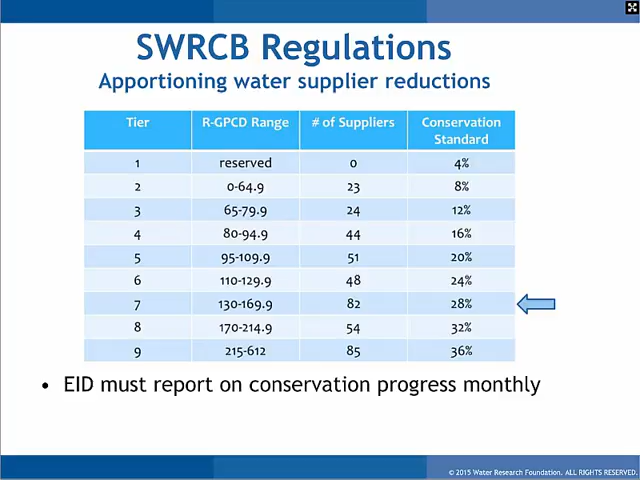 SWRCB Regulations
Apportioning water supplier reductions
Tier R-GPCD Range # of Suppliers Conservation Standard
1 reserved 0 4%
2 0-64.9 23 8%
3 65-79.9 24 12%
4 80-94.9 44 16%
5 95-109.9 51 20%
6 110-129.9 48 24%
7 130-169.9 82 28%
8 170-214.9 54 32%
9 215-612 85 36%
• EID must report on conservation progress monthly
© 2015 Water Research Foundation. ALL RIGHTS RESERVED.